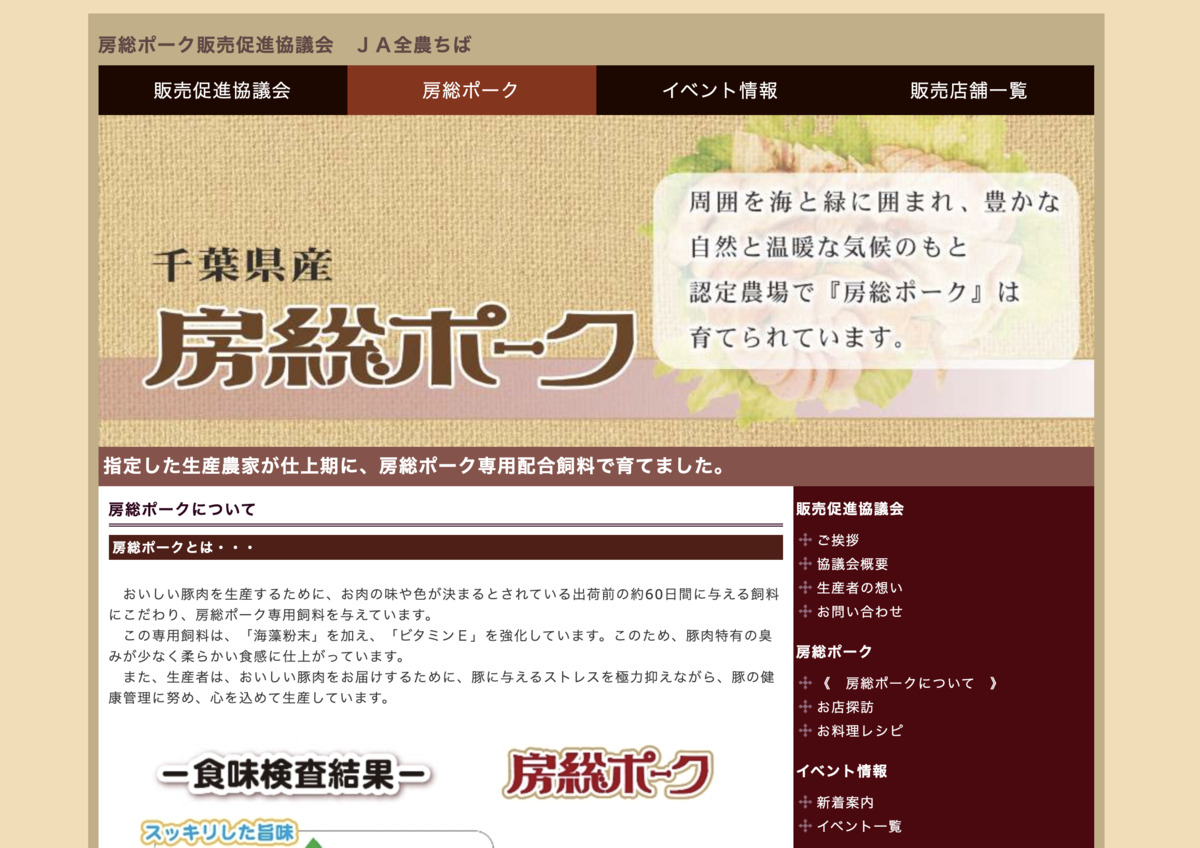 房総ポーク販売促進協議会　ＪＡ全農ちば
販売促進協議会
房総ポーク
イベント情報
販売店舗一覧
千葉県産
房総ポーク
周囲を海と緑に囲まれ、豊かな
自然と温暖な気候のもと
認定農場で『房総ポーク』は
育てられています。
指定した生産農家が仕上期に、房総ポーク専用配合飼料で育てました。
房総ポークについて
房総ポークとは・・・
おいしい豚肉を生産するために、お肉の味や色が決まるとされている出荷前の約60日間に与える飼料
にこだわり、房総ポーク専用飼料を与えています。
この専用飼料は、「海藻粉末」を加え、「ビタミンＥ」を強化しています。このため、豚肉特有の臭
みが少なく柔らかい食感に仕上がっています。
また、生産者は、おいしい豚肉をお届けするために、豚に与えるストレスを極力抑えながら、豚の健
康管理に努め、心を込めて生産しています。
ー食味検査結果ー
房総ポーク
スッキリした旨味
販売促進協議会
ご挨拶
協議会概要
生産者の想い
お問い合わせ
房総ポーク
《　房総ポークについて　》
お店探訪
お料理レシピ
イベント情報
新着案内
イベント一覧